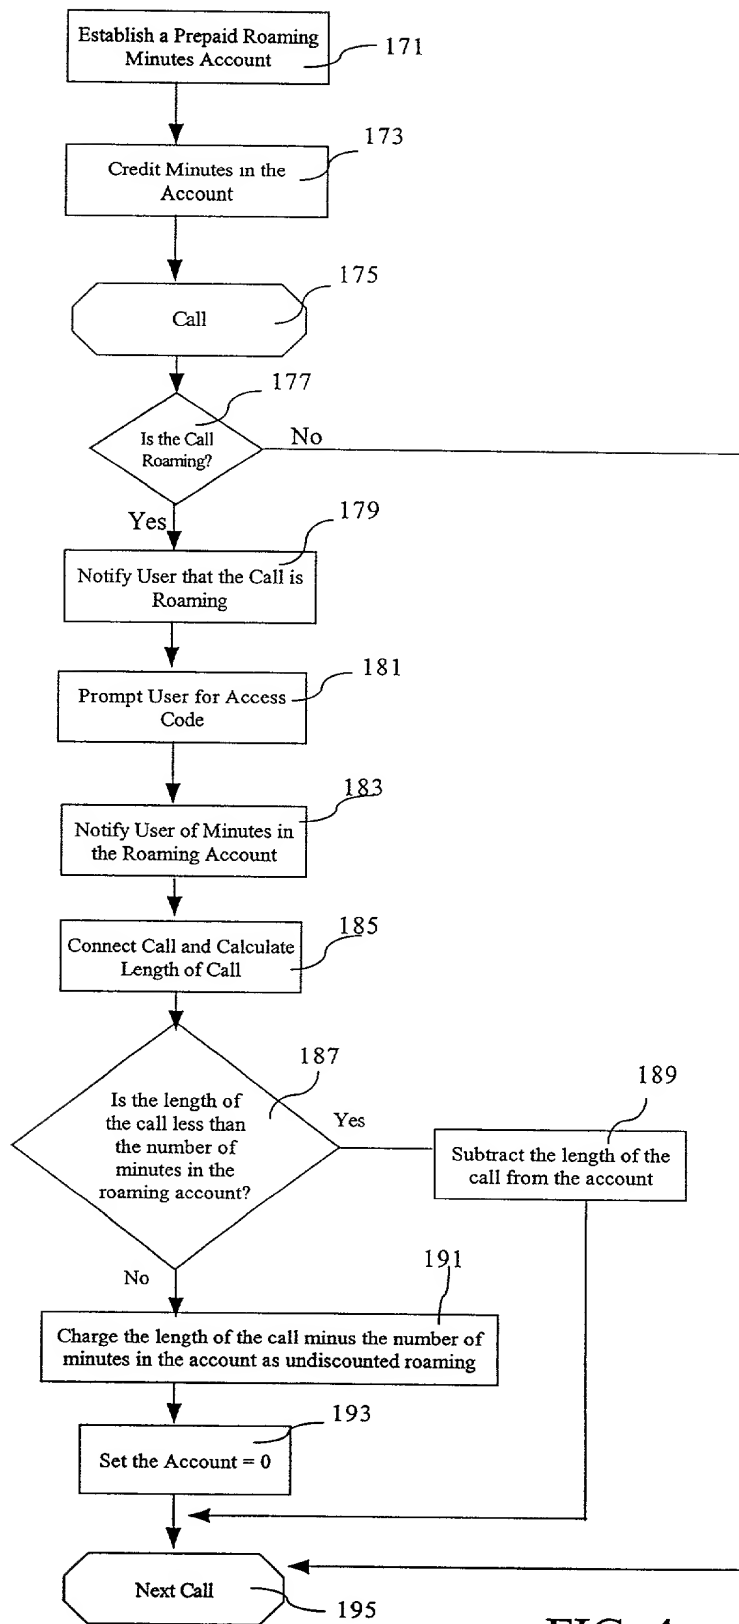 Establish a Prepaid Roaming
Minutes Account
171
173
Credit Minutes in the
Account
175
Call
177
Is the Call
Roaming?
No
Yes
179
Notify User that the Call is
Roaming
181
Prompt User for Access
Code
183
Notify User of Minutes in
the Roaming Account
185
Connect Call and Calculate
Length of Call
187
Is the length of
the call less than
the number of
minutes in the
roaming account?
Yes
189
Subtract the length of the
call from the account
No
191
Charge the length of the call minus the number of
minutes in the account as undiscounted roaming
193
Set the Account = 0
Next Call
195